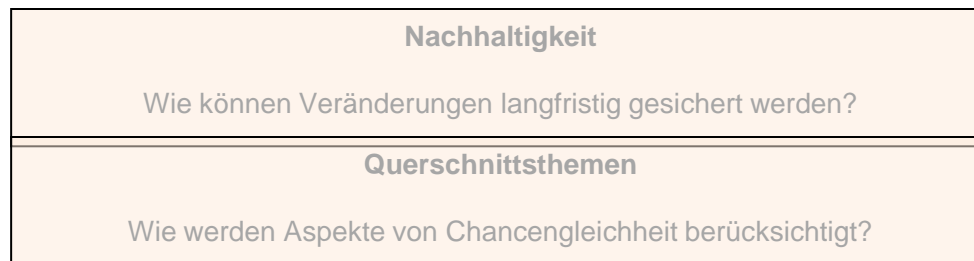 Nachhaltigkeit
Wie können Veränderungen langfristig gesichert werden?
Querschnittsthemen
Wie werden Aspekte von Chancengleichheit berücksichtigt?